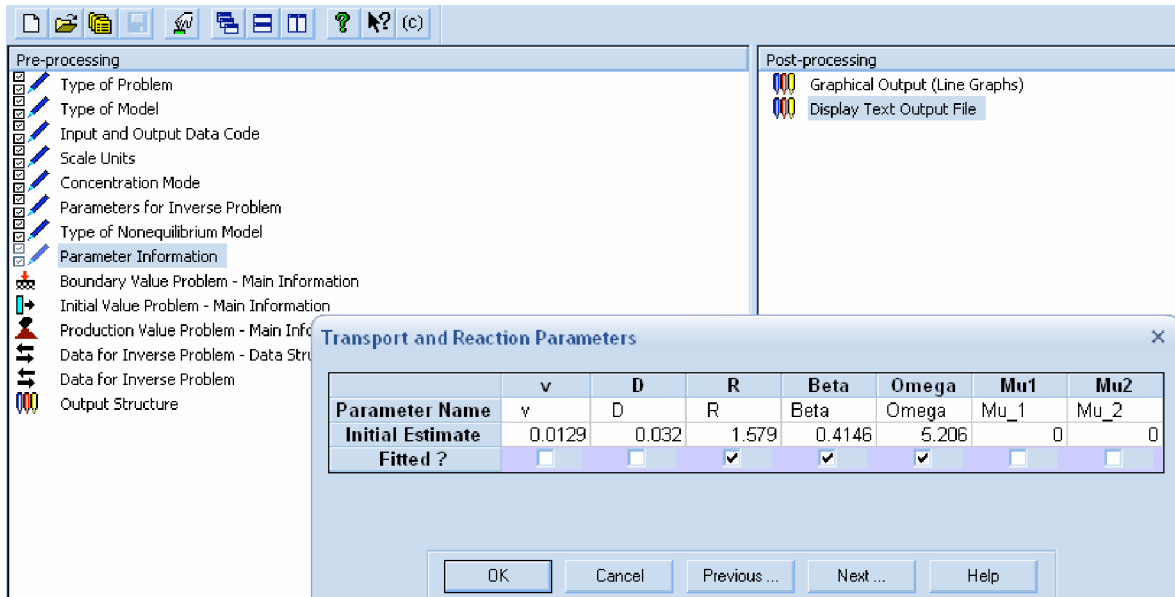 (c)
Pre-processing
Type of Problem
Type of Model
Input and Output Data Code
Scale Units
Concentration Mode
Parameters for Inverse Problem
Type of Nonequilibrium Model
Parameter Information
Boundary Value Problem - Main Information
Initial Value Problem - Main Information
Production Value Problem - Main Info
Data for Inverse Problem - Data Stru
Data for Inverse Problem
Output Structure
Post-processing
Graphical Output (Line Graphs)
Display Text Output File
Transport and Reaction Parameters
v D R Beta Omega Mu1 Mu2
Parameter Name v D R Beta Omega Mu_1 Mu_2
Initial Estimate 0.0129 0.032 1.579 0.4146 5.206 0 0
Fitted ?
OK Cancel Previous ... Next ... Help